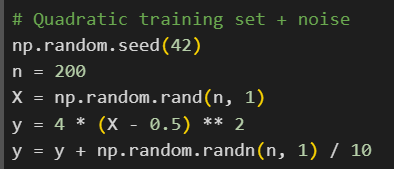 # Quadratic training set + noise
np.random.seed(42)
n = 200
X = np.random.rand(n, 1)
y = 4 * (X - 0.5) ** 2
y = y + np.random.randn(n, 1) / 10